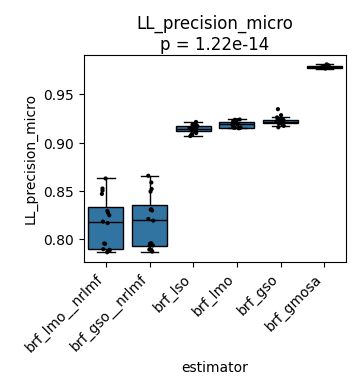 LL_precision_micro
p = 1.22e-14
LL_precision_micro
0.95
0.90
0.85
0.80
brf_lmo__nrlmf
brf_gso__nrlmf
brf_lso
brf_lmo
brf_gso
brf_gmosa
estimator